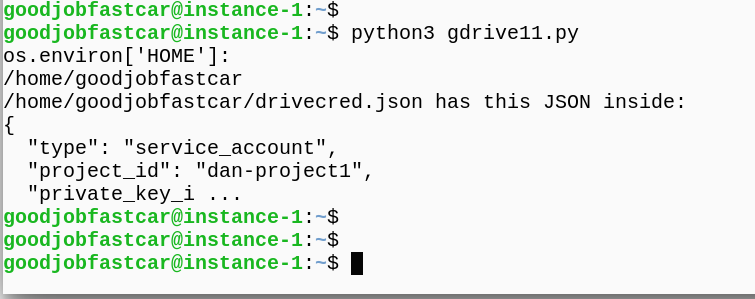 goodjobfastcar@instance-1:~$
goodjobfastcar@instance-1:~$ python3 gdrive11.py
os.environ['HOME']:
/home/goodjobfastcar
/home/goodjobfastcar/drivecred.json has this JSON inside:
{
  "type": "service_account",
  "project_id": "dan-project1",
  "private_key_i ...
goodjobfastcar@instance-1:~$
goodjobfastcar@instance-1:~$
goodjobfastcar@instance-1:~$